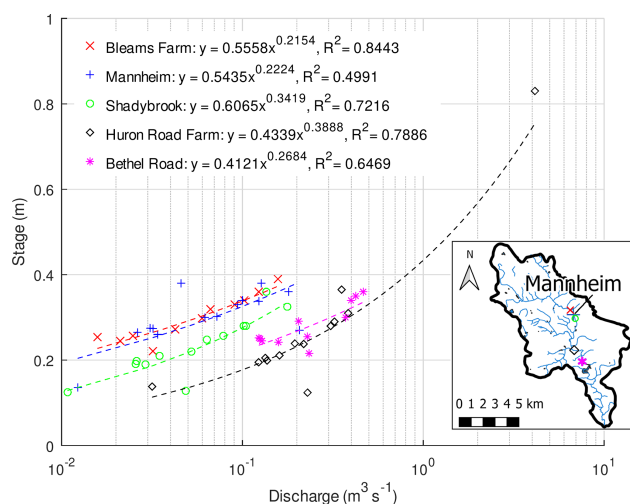 1
0.8
0.6
0.4
0.2
0
Stage (m)
Bleams Farm: y = 0.5558x^0.2154, R^2 = 0.8443
Mannheim: y = 0.5435x^0.2224, R^2 = 0.4991
Shadybrook: y = 0.6065x^0.3419, R^2 = 0.7216
Huron Road Farm: y = 0.4339x^0.3888, R^2 = 0.7886
Bethel Road: y = 0.4121x^0.2684, R^2 = 0.6469
N
Mannheim
0 1 2 3 4 5 km
10^-2
10^-1
10^0
10^1
Discharge (m^3 s^-1)